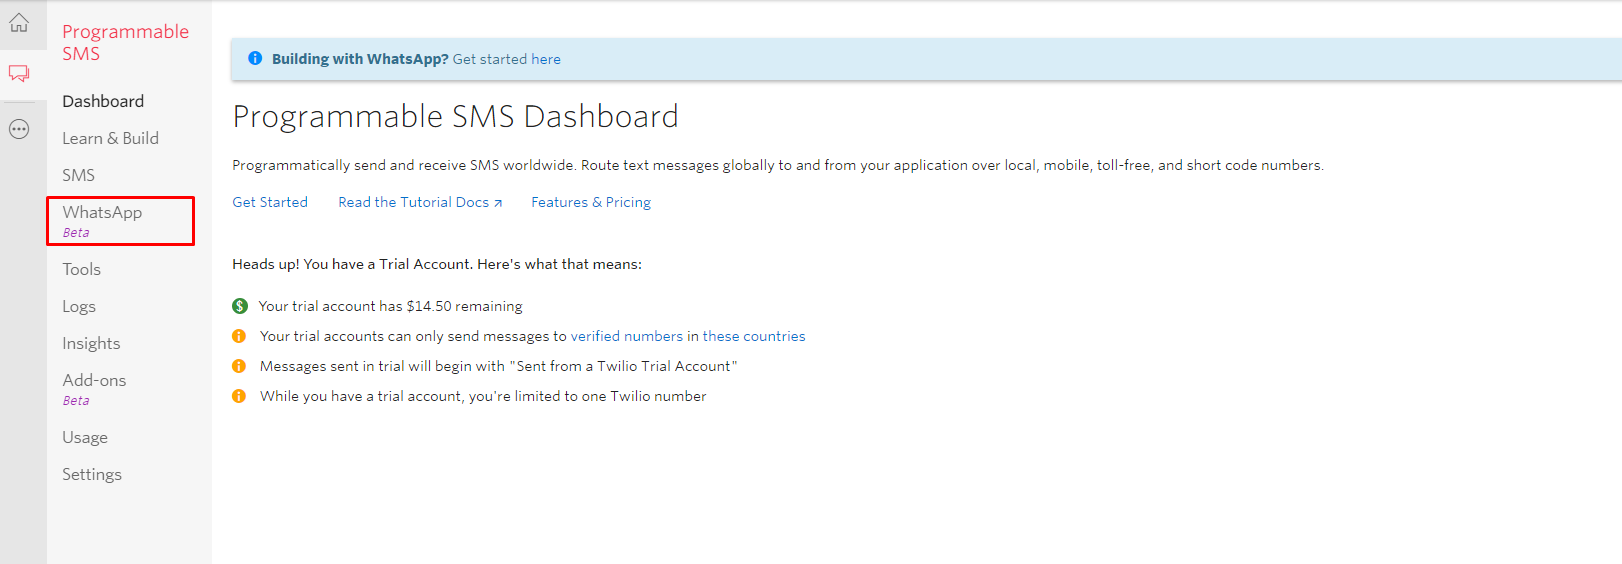 Programmable
SMS
Dashboard
Learn & Build
SMS
WhatsApp
Beta
Tools
Logs
Insights
Add-ons
Beta
Usage
Settings
Building with WhatsApp? Get started here
Programmable SMS Dashboard
Programmatically send and receive SMS worldwide. Route text messages globally to and from your application over local, mobile, toll-free, and short code numbers.
Get Started Read the Tutorial Docs Features & Pricing
Heads up! You have a Trial Account. Here's what that means:
Your trial account has $14.50 remaining
Your trial accounts can only send messages to verified numbers in these countries
Messages sent in trial will begin with "Sent from a Twilio Trial Account"
While you have a trial account, you're limited to one Twilio number